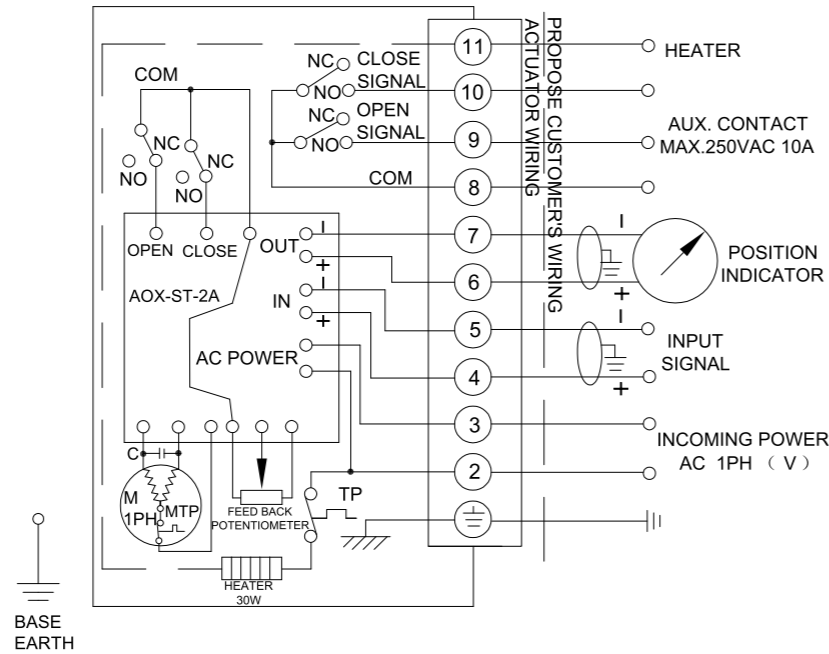 COM
NC
NO
NC
NO
NC
CLOSE
SIGNAL
NO
NC
OPEN
SIGNAL
NO
COM
OPEN
CLOSE
OUT
−
+
AOX-ST-2A
IN
−
+
AC POWER
C
M
1PH
MTP
FEED BACK
POTENTIOMETER
TP
HEATER
30W
BASE
EARTH
11
10
9
8
7
6
5
4
3
2
ACTUATOR WIRING
PROPOSE CUSTOMER'S WIRING
HEATER
AUX. CONTACT
MAX.250VAC 10A
−
+
POSITION
INDICATOR
−
+
INPUT
SIGNAL
INCOMING POWER
AC 1PH （ V ）